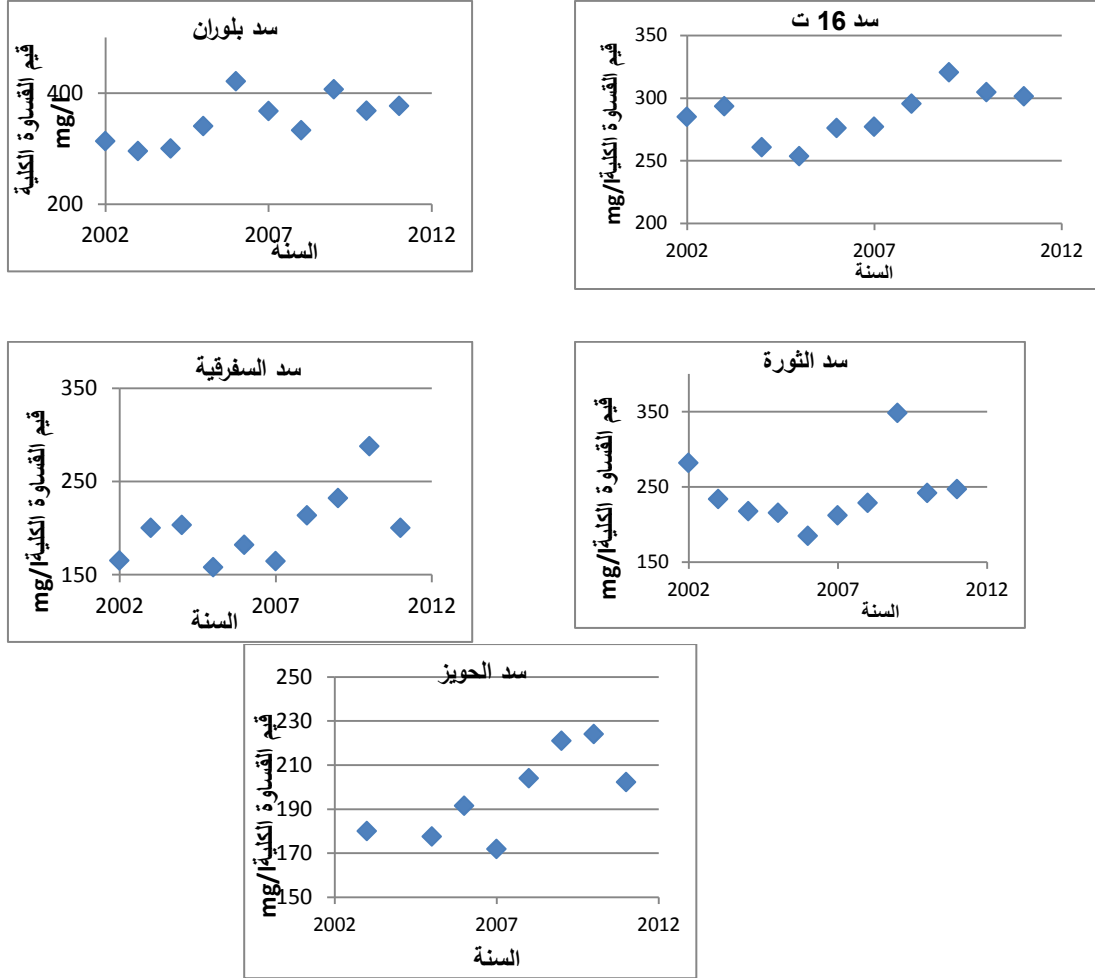 سد بلوران
قيم القساوة الكلية
mg/l
400
200
2002
2007
2012
السنة
سد 16 ت
قيم القساوة الكلية mg/l
350
300
250
200
2002
2007
2012
السنة
سد السفرقية
قيم القساوة الكلية mg/l
350
250
150
2002
2007
2012
السنة
سد الثورة
قيم القساوة الكلية mg/l
350
250
150
2002
2007
2012
السنة
سد الحويز
قيم القساوة الكلية mg/l
250
230
210
190
170
150
2002
2007
2012
السنة